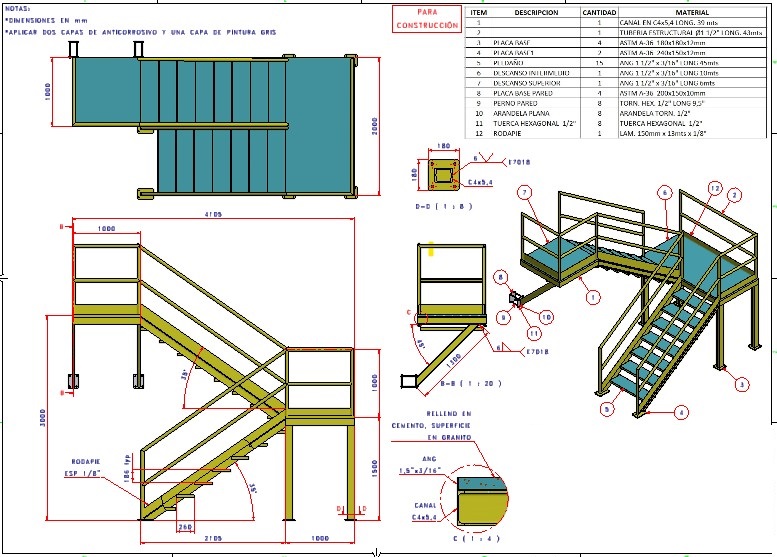 NOTAS:
*DIMENSIONES EN mm
*APLICAR DOS CAPAS DE ANTICORROSIVO Y UNA CAPA DE PINTURA GRIS
PARA
CONSTRUCCIÓN
ITEM DESCRIPCION CANTIDAD MATERIAL
1 1 CANAL EN C4x5,4 LONG. 39 mts
2 1 TUBERIA ESTRUCTURAL Ø1 1/2" LONG. 43mts
3 PLACA BASE 4 ASTM A-36 180x180x12mm
4 PLACA BASE1 2 ASTM A-36 240x150x12mm
5 PELDAÑO 15 ANG 1 1/2" x 3/16" LONG 45mts
6 DESCANSO INTERMEDIO 1 ANG 1 1/2" x 3/16" LONG 10mts
7 DESCANSO SUPERIOR 1 ANG 1 1/2" x 3/16" LONG 6mts
8 PLACA BASE PARED 4 ASTM A-36 200x150x10mm
9 PERNO PARED 8 TORN. HEX. 1/2" LONG 9,5"
10 ARANDELA PLANA 8 ARANDELA TORN. 1/2"
11 TUERCA HEXAGONAL 1/2" 8 TUERCA HEXAGONAL 1/2"
12 RODAPIE 1 LAM. 150mm x 13mts x 1/8"
1000
2000
180
180
6
E7018
C4x5,4
D-D ( 1 : 8 )
4105
B
1000
3000
35°
1000
1500
RODAPIE
ESP 1/8"
186 typ
35°
260
D D
2105
1000
B
C
45°
1300
6
E7018
B-B ( 1 : 20 )
7
6
12
2
8
9
10
11
1
3
4
5
RELLENO EN
CEMENTO, SUPERFICIE
EN GRANITO
ANG
1,5"x3/16"
CANAL
C4x5,4
C ( 1 : 4 )